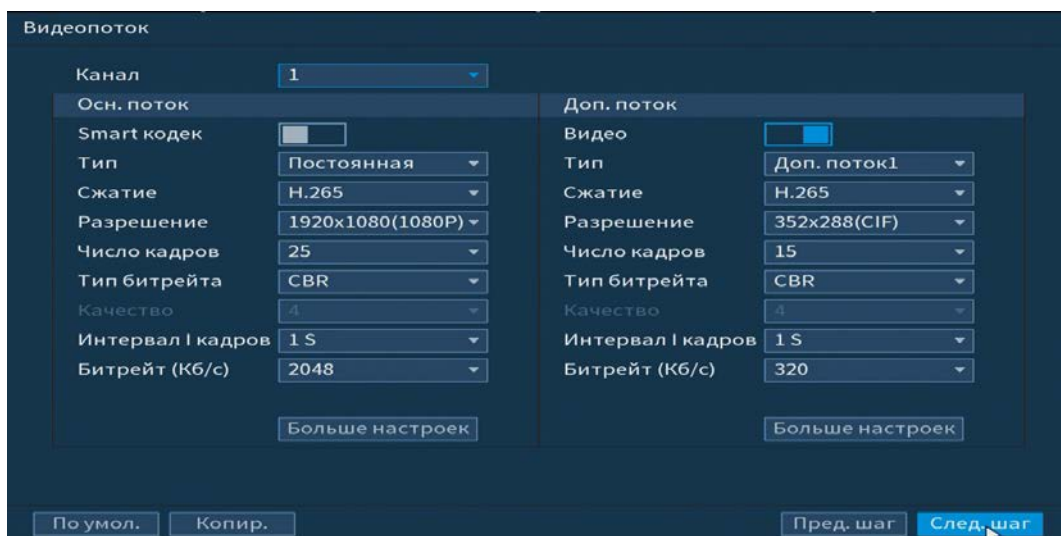 Видеопоток
Канал 1
Осн. поток Доп. поток
Smart кодек Видео
Тип Постоянная Тип Доп. поток1
Сжатие H.265 Сжатие H.265
Разрешение 1920x1080(1080P) Разрешение 352x288(CIF)
Число кадров 25 Число кадров 15
Тип битрейта CBR Тип битрейта CBR
Качество 4 Качество 4
Интервал I кадров 1 S Интервал I кадров 1 S
Битрейт (Кб/с) 2048 Битрейт (Кб/с) 320
Больше настроек Больше настроек
По умол. Копир. Пред. шаг След. шаг